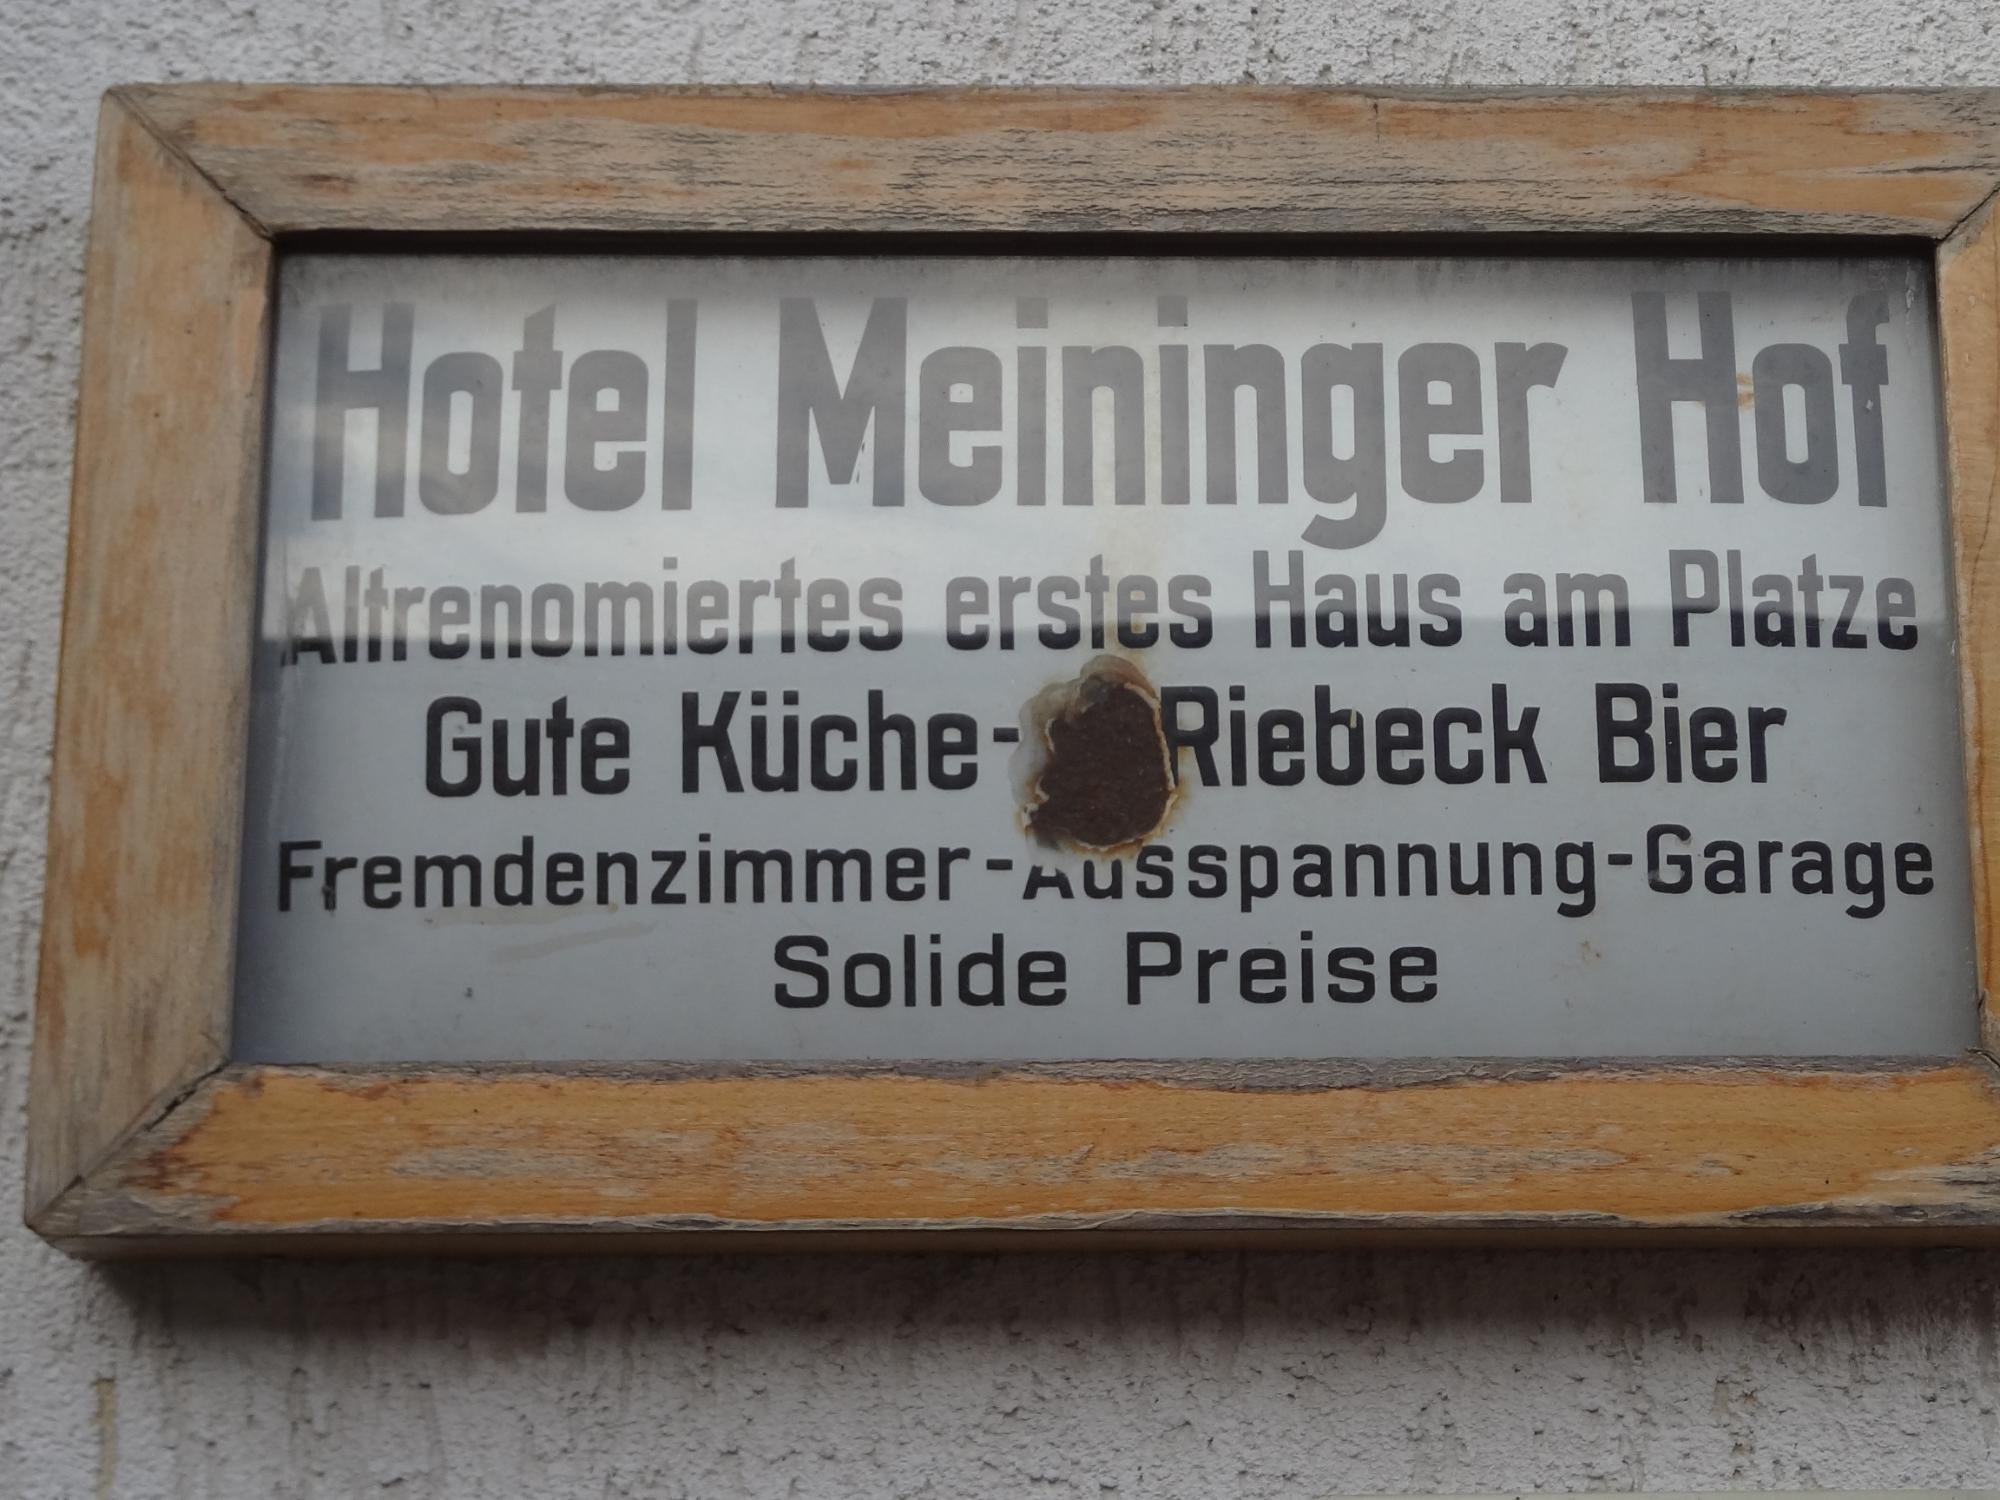 Hotel Meininger Hof
Altrenomiertes erstes Haus am Platze
Gute Küche- Riebeck Bier
Fremdenzimmer-Ausspannung-Garage
Solide Preise